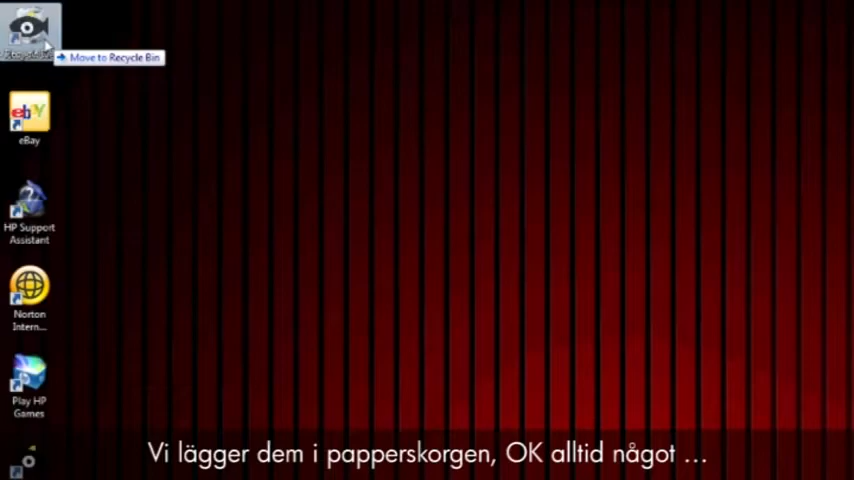 Move to Recycle Bin
ebY
eBay
HP Support
Assistant
Norton
Intern...
Play HP
Games
Vi lägger dem i papperskorgen, OK alltid något ...